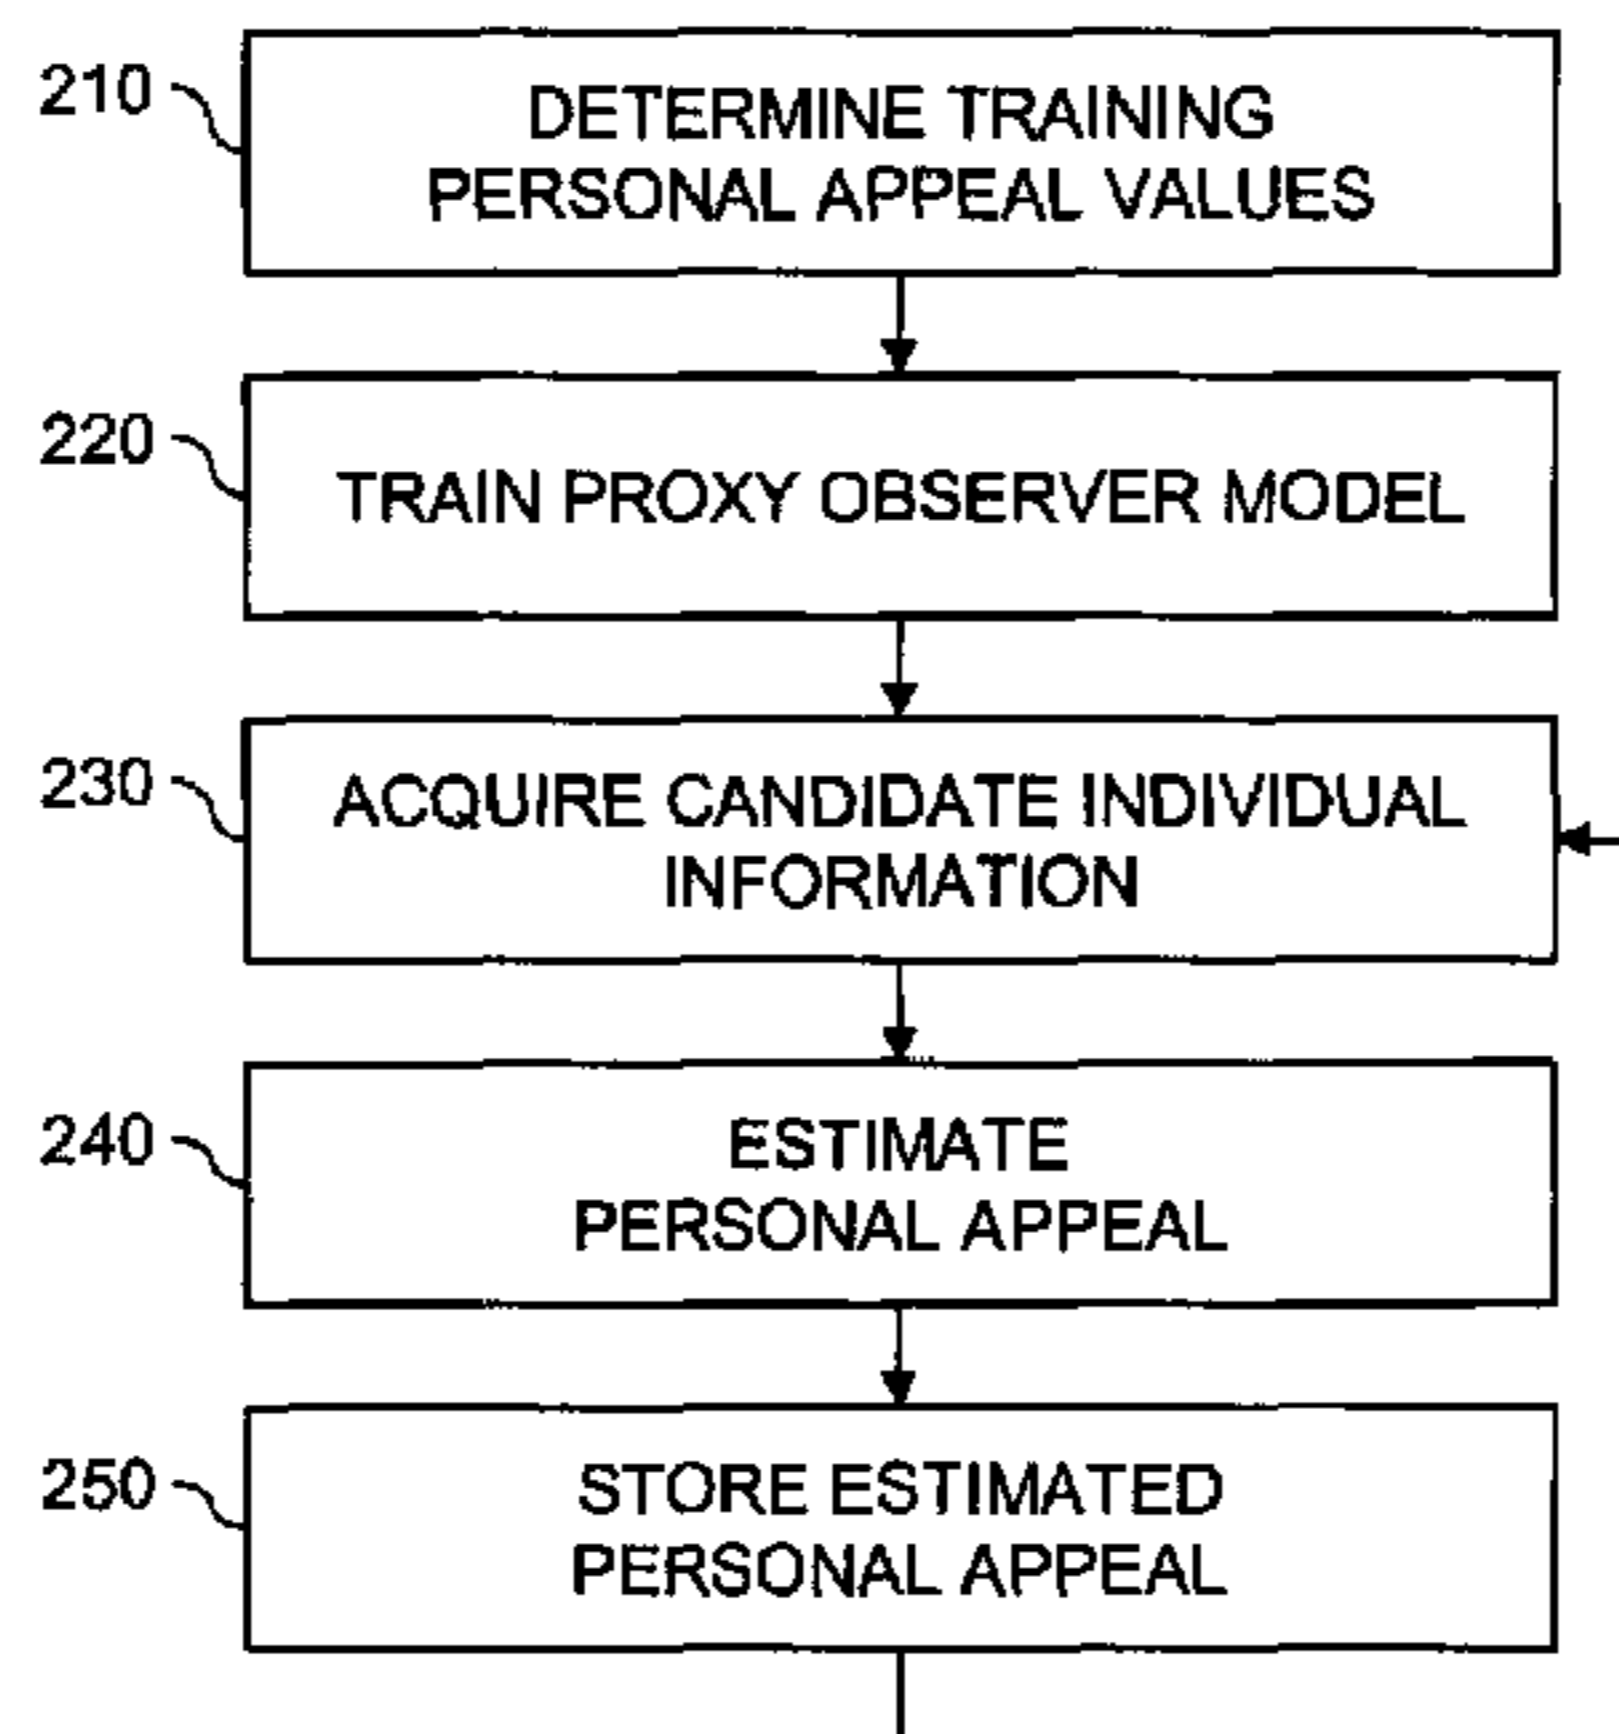 210
DETERMINE TRAINING
PERSONAL APPEAL VALUES
220
TRAIN PROXY OBSERVER MODEL
230
ACQUIRE CANDIDATE INDIVIDUAL
INFORMATION
240
ESTIMATE
PERSONAL APPEAL
250
STORE ESTIMATED
PERSONAL APPEAL